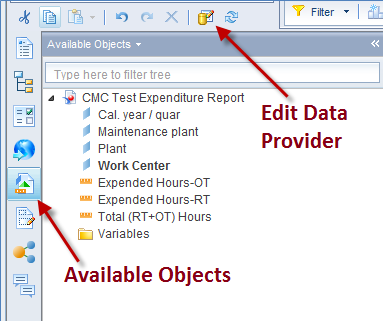 Filter
Available Objects
Type here to filter tree
CMC Test Expenditure Report
Cal. year / quar
Maintenance plant
Plant
Work Center
Expended Hours-OT
Expended Hours-RT
Total (RT+OT) Hours
Variables
Edit Data
Provider
Available Objects